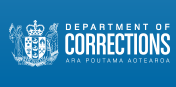 DEPARTMENT OF
CORRECTIONS
ARA POUTAMA AOTEAROA